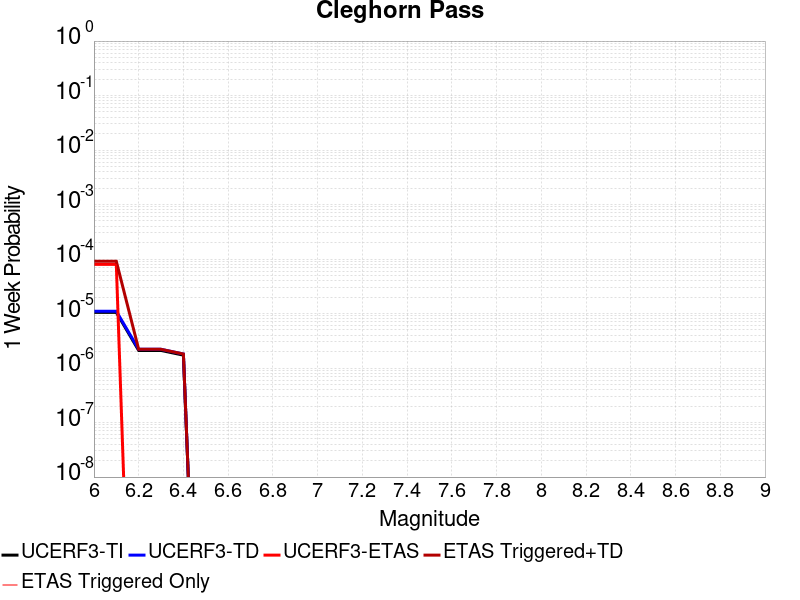 Cleghorn Pass
1 Week Probability
10^0
10^-1
10^-2
10^-3
10^-4
10^-5
10^-6
10^-7
10^-8
6 6.2 6.4 6.6 6.8 7 7.2 7.4 7.6 7.8 8 8.2 8.4 8.6 8.8 9
Magnitude
UCERF3-TI UCERF3-TD UCERF3-ETAS ETAS Triggered+TD
ETAS Triggered Only